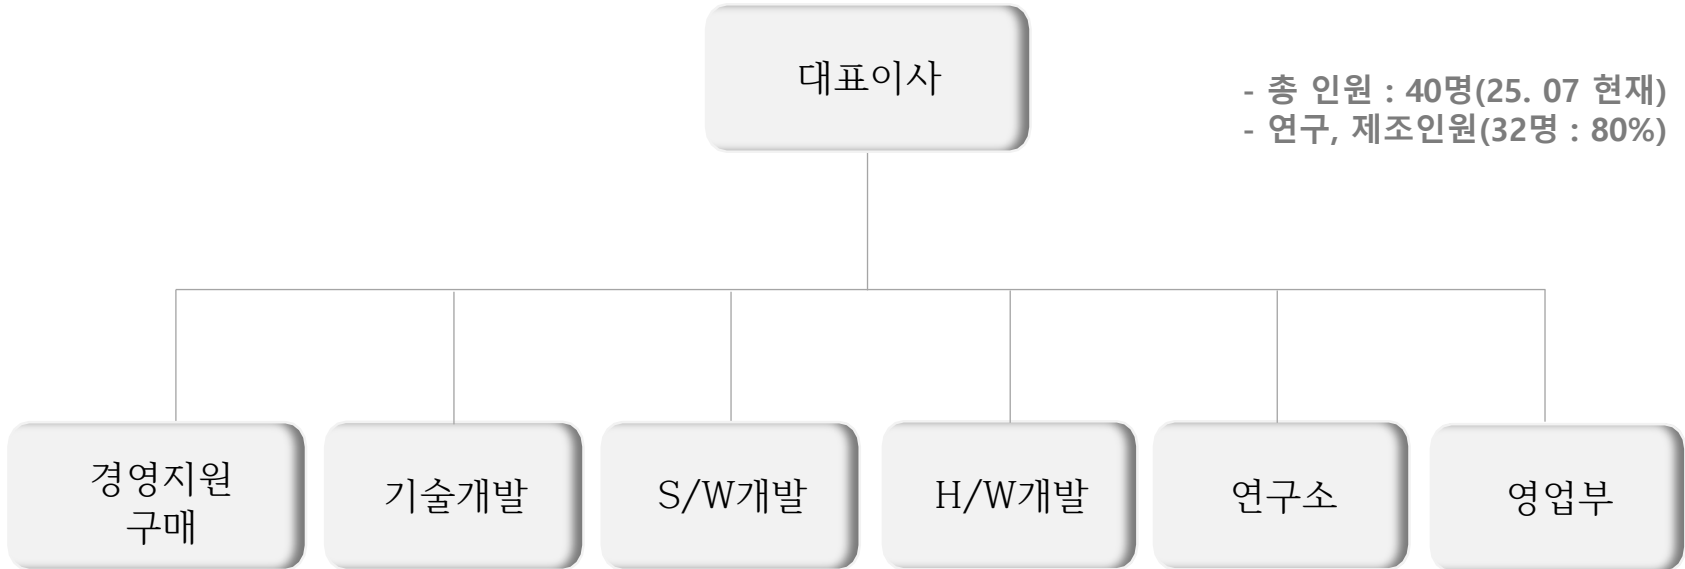 대표이사
- 총 인원 : 40명(25. 07 현재)
- 연구, 제조인원(32명 : 80%)
경영지원
구매
기술개발
S/W개발
H/W개발
연구소
영업부